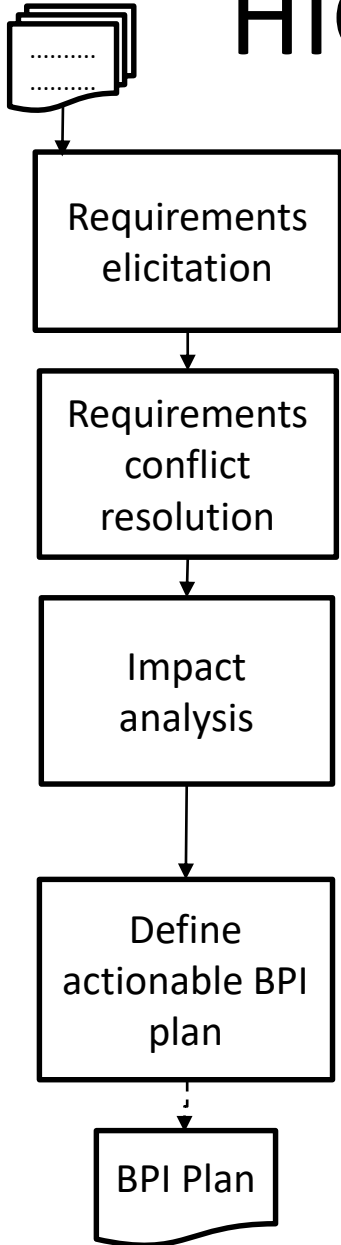 ..........
..........
Requirements
elicitation
Requirements
conflict
resolution
Impact
analysis
Define
actionable BPI
plan
BPI Plan